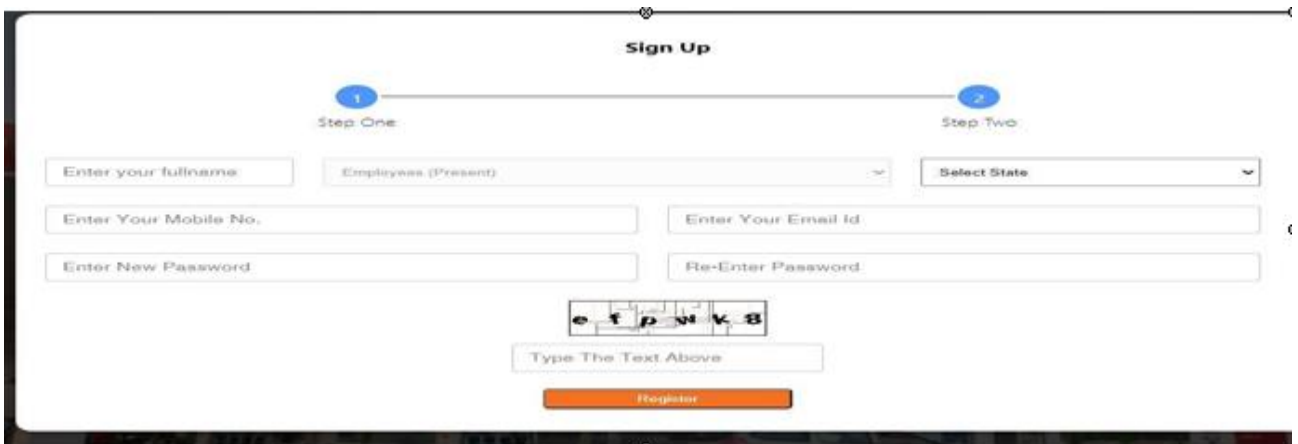 Sign Up
1 2
Step One Step Two
Enter your fullname Employees (Present) Select State
Enter Your Mobile No. Enter Your Email Id
Enter New Password Re-Enter Password
e f p w k 8
Type The Text Above
Register